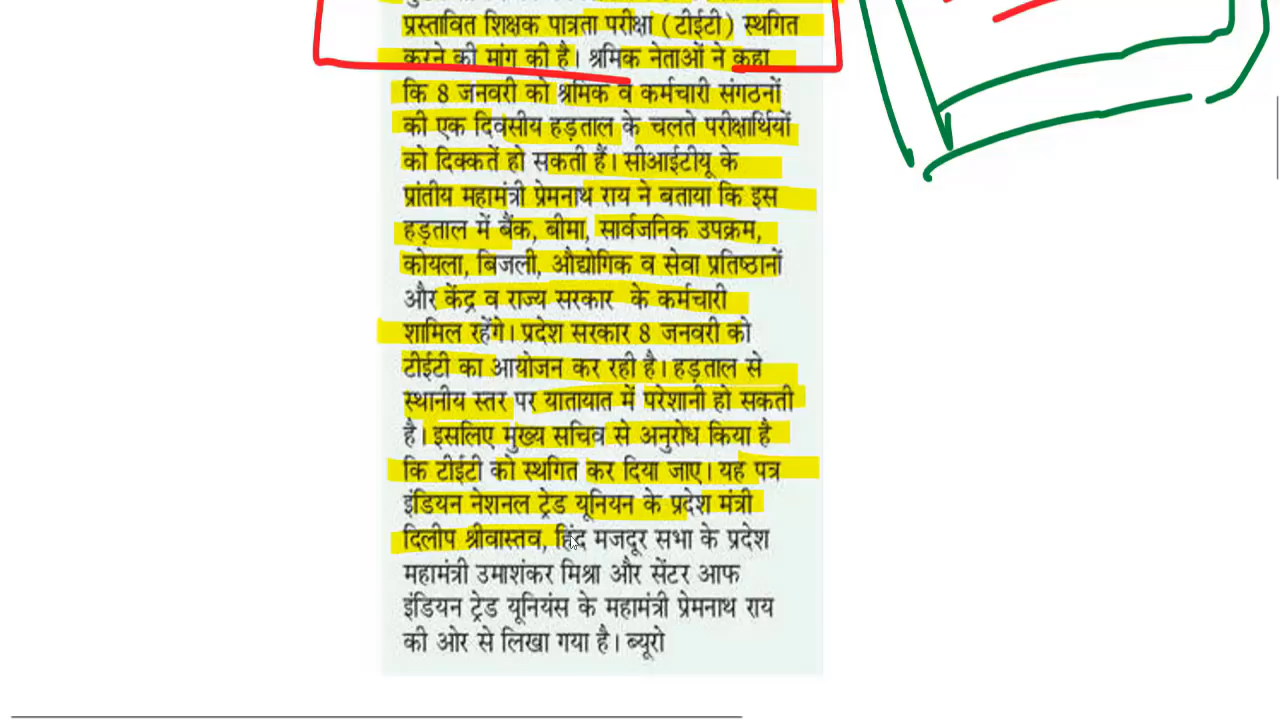 प्रस्तावित शिक्षक पात्रता परीक्षा (टीईटी) स्थगित
करने की मांग की है। श्रमिक नेताओं ने कहा
कि 8 जनवरी को श्रमिक व कर्मचारी संगठनों
की एक दिवसीय हड़ताल के चलते परीक्षार्थियों
को दिक्कतें हो सकती हैं। सीआईटीयू के
प्रांतीय महामंत्री प्रेमनाथ राय ने बताया कि इस
हड़ताल में बैंक, बीमा, सार्वजनिक उपक्रम,
कोयला, बिजली, औद्योगिक व सेवा प्रतिष्ठानों
और केंद्र व राज्य सरकार के कर्मचारी
शामिल रहेंगे। प्रदेश सरकार 8 जनवरी को
टीईटी का आयोजन कर रही है। हड़ताल से
स्थानीय स्तर पर यातायात में परेशानी हो सकती
है। इसलिए मुख्य सचिव से अनुरोध किया है
कि टीईटी को स्थगित कर दिया जाए। यह पत्र
इंडियन नेशनल ट्रेड यूनियन के प्रदेश मंत्री
दिलीप श्रीवास्तव, हिंद मजदूर सभा के प्रदेश
महामंत्री उमाशंकर मिश्रा और सेंटर आफ
इंडियन ट्रेड यूनियंस के महामंत्री प्रेमनाथ राय
की ओर से लिखा गया है। ब्यूरो